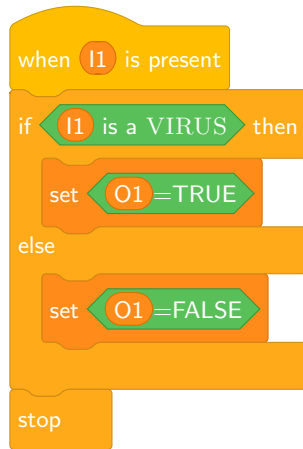 when I1 is present
if I1 is a VIRUS then
set O1=TRUE
else
set O1=FALSE
stop